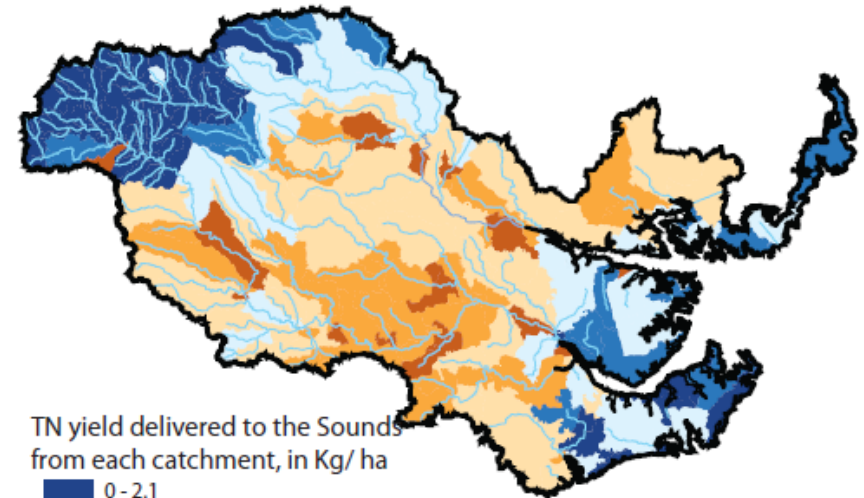 TN yield delivered to the Sounds
from each catchment, in Kg/ ha
0 - 2.1